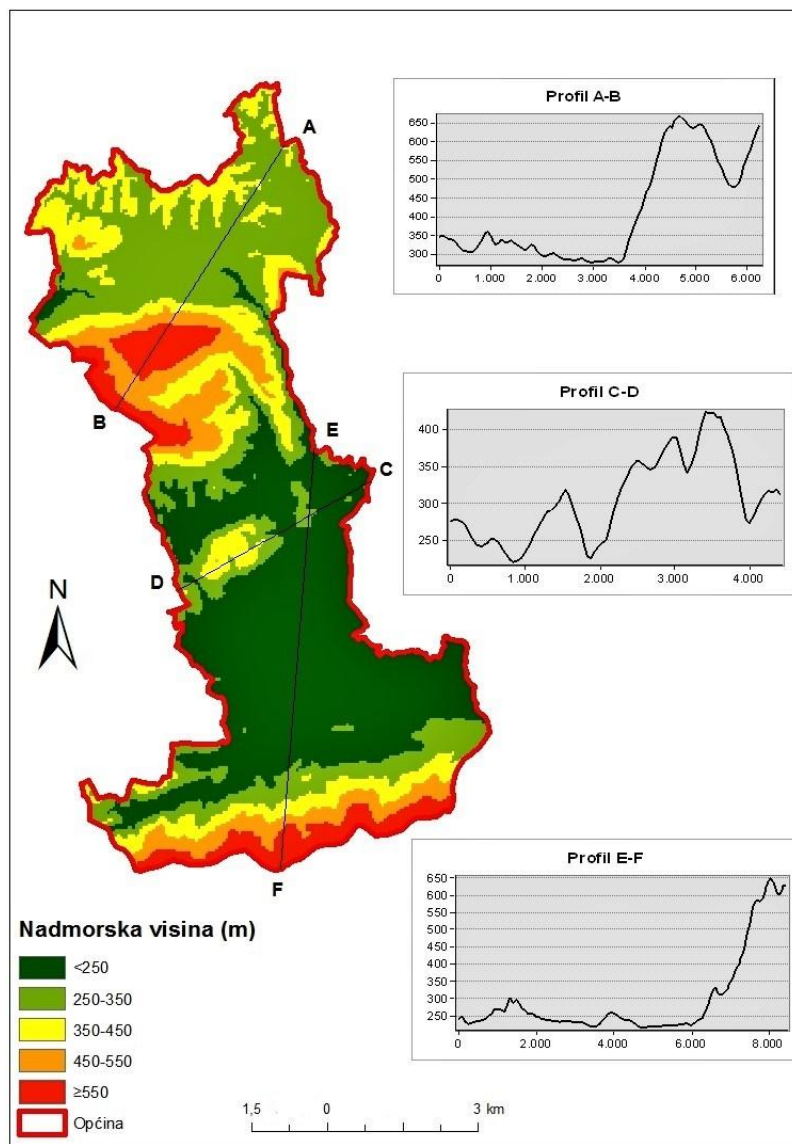 A
B
E
C
D
F
N
Profil A-B
650
600
550
500
450
400
350
300
0 1.000 2.000 3.000 4.000 5.000 6.000
Profil C-D
400
350
300
250
0 1.000 2.000 3.000 4.000
Profil E-F
650
600
550
500
450
400
350
300
250
0 2.000 4.000 6.000 8.000
Nadmorska visina (m)
<250
250-350
350-450
450-550
≥550
Općina
1,5 0 3 km